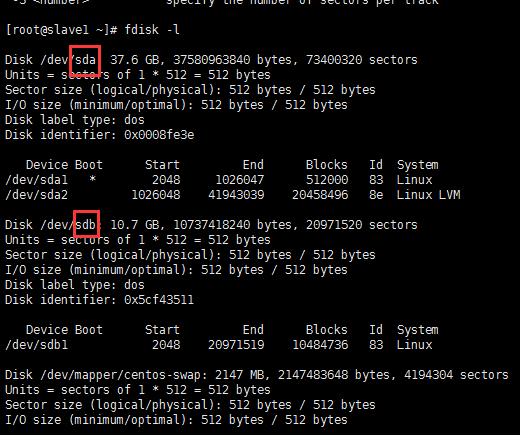 -S <number>            specify the number of sectors per track
[root@slave1 ~]# fdisk -l
Disk /dev/sda: 37.6 GB, 37580963840 bytes, 73400320 sectors
Units = sectors of 1 * 512 = 512 bytes
Sector size (logical/physical): 512 bytes / 512 bytes
I/O size (minimum/optimal): 512 bytes / 512 bytes
Disk label type: dos
Disk identifier: 0x0008fe3e
Device Boot      Start         End      Blocks   Id  System
/dev/sda1   *        2048     1026047      512000   83  Linux
/dev/sda2         1026048    41943039    20458496   8e  Linux LVM
Disk /dev/sdb: 10.7 GB, 10737418240 bytes, 20971520 sectors
Units = sectors of 1 * 512 = 512 bytes
Sector size (logical/physical): 512 bytes / 512 bytes
I/O size (minimum/optimal): 512 bytes / 512 bytes
Disk label type: dos
Disk identifier: 0x5cf43511
Device Boot      Start         End      Blocks   Id  System
/dev/sdb1            2048    20971519    10484736   83  Linux
Disk /dev/mapper/centos-swap: 2147 MB, 2147483648 bytes, 4194304 sectors
Units = sectors of 1 * 512 = 512 bytes
Sector size (logical/physical): 512 bytes / 512 bytes
I/O size (minimum/optimal): 512 bytes / 512 bytes